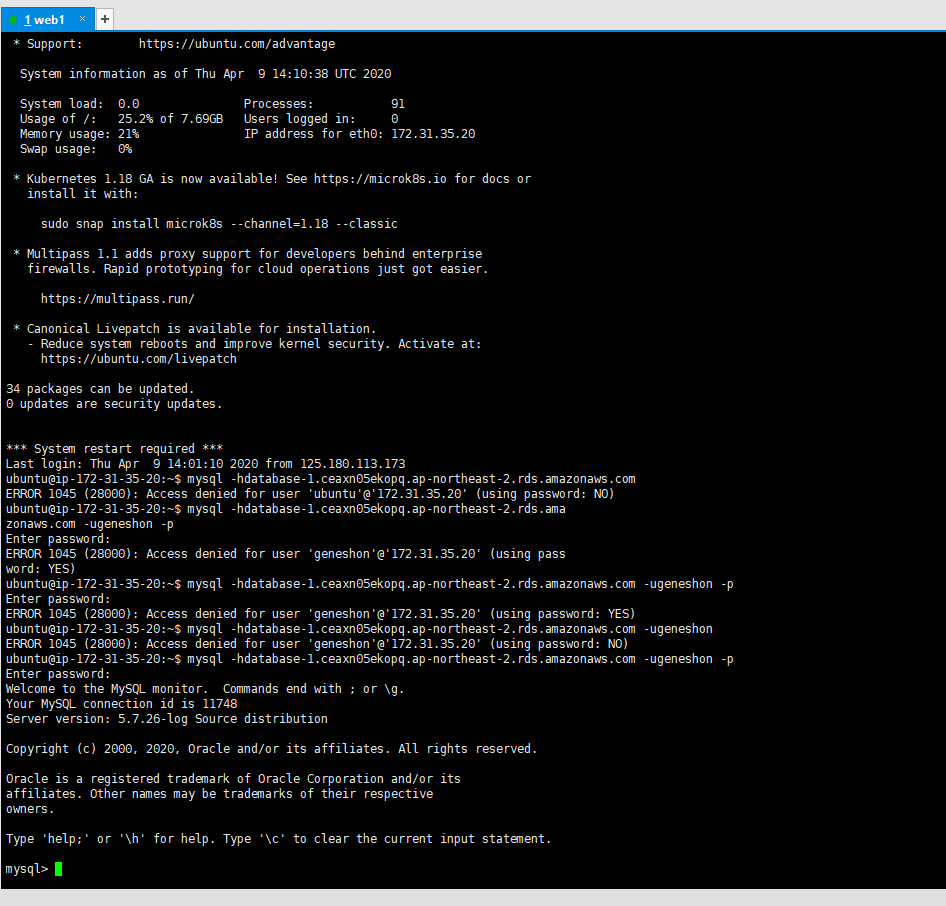 1 web1 × +
* Support:        https://ubuntu.com/advantage
System information as of Thu Apr  9 14:10:38 UTC 2020
System load:  0.0               Processes:           91
Usage of /:   25.2% of 7.69GB   Users logged in:     0
Memory usage: 21%               IP address for eth0: 172.31.35.20
Swap usage:   0%
* Kubernetes 1.18 GA is now available! See https://microk8s.io for docs or
install it with:
sudo snap install microk8s --channel=1.18 --classic
* Multipass 1.1 adds proxy support for developers behind enterprise
firewalls. Rapid prototyping for cloud operations just got easier.
https://multipass.run/
* Canonical Livepatch is available for installation.
- Reduce system reboots and improve kernel security. Activate at:
https://ubuntu.com/livepatch
34 packages can be updated.
0 updates are security updates.
*** System restart required ***
Last login: Thu Apr  9 14:01:10 2020 from 125.180.113.173
ubuntu@ip-172-31-35-20:~$ mysql -hdatabase-1.ceaxn05ekopq.ap-northeast-2.rds.amazonaws.com
ERROR 1045 (28000): Access denied for user 'ubuntu'@'172.31.35.20' (using password: NO)
ubuntu@ip-172-31-35-20:~$ mysql -hdatabase-1.ceaxn05ekopq.ap-northeast-2.rds.ama
zonaws.com -ugeneshon -p
Enter password:
ERROR 1045 (28000): Access denied for user 'geneshon'@'172.31.35.20' (using pass
word: YES)
ubuntu@ip-172-31-35-20:~$ mysql -hdatabase-1.ceaxn05ekopq.ap-northeast-2.rds.amazonaws.com -ugeneshon -p
Enter password:
ERROR 1045 (28000): Access denied for user 'geneshon'@'172.31.35.20' (using password: YES)
ubuntu@ip-172-31-35-20:~$ mysql -hdatabase-1.ceaxn05ekopq.ap-northeast-2.rds.amazonaws.com -ugeneshon
ERROR 1045 (28000): Access denied for user 'geneshon'@'172.31.35.20' (using password: NO)
ubuntu@ip-172-31-35-20:~$ mysql -hdatabase-1.ceaxn05ekopq.ap-northeast-2.rds.amazonaws.com -ugeneshon -p
Enter password:
Welcome to the MySQL monitor.  Commands end with ; or \g.
Your MySQL connection id is 11748
Server version: 5.7.26-log Source distribution
Copyright (c) 2000, 2020, Oracle and/or its affiliates. All rights reserved.
Oracle is a registered trademark of Oracle Corporation and/or its
affiliates. Other names may be trademarks of their respective
owners.
Type 'help;' or '\h' for help. Type '\c' to clear the current input statement.
mysql>